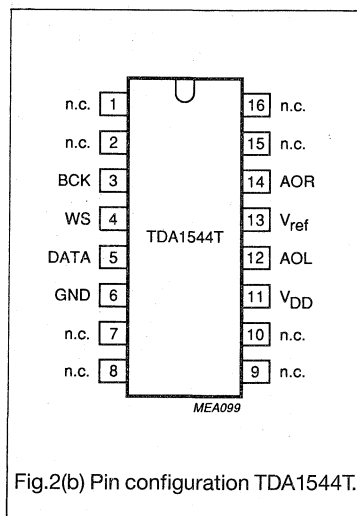 n.c. 1 16 n.c.
n.c. 2 15 n.c.
BCK 3 14 AOR
WS 4 13 Vref
TDA1544T
DATA 5 12 AOL
GND 6 11 VDD
n.c. 7 10 n.c.
n.c. 8 9 n.c.
MEA099
Fig.2(b) Pin configuration TDA1544T.